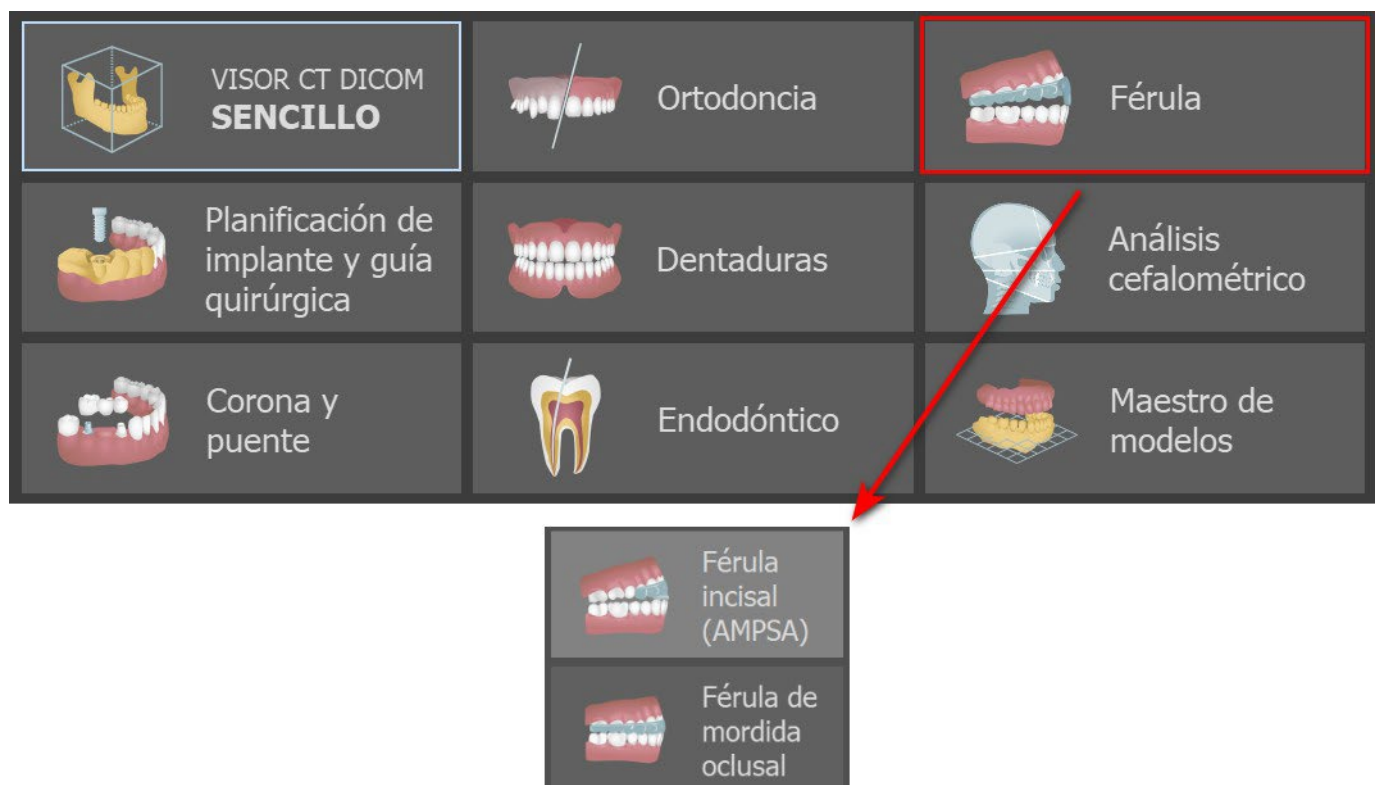 VISOR CT DICOM
SENCILLO
Ortodoncia
Férula
Planificación de
implante y guía
quirúrgica
Dentaduras
Análisis
cefalométrico
Corona y
puente
Endodóntico
Maestro de
modelos
Férula
incisal
(AMPSA)
Férula de
mordida
oclusal